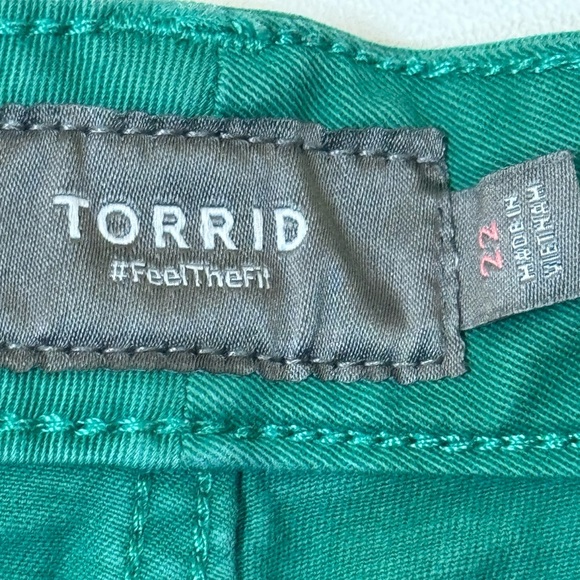 TORRID
#FeelTheFit
22
MADE IN
VIETNAM